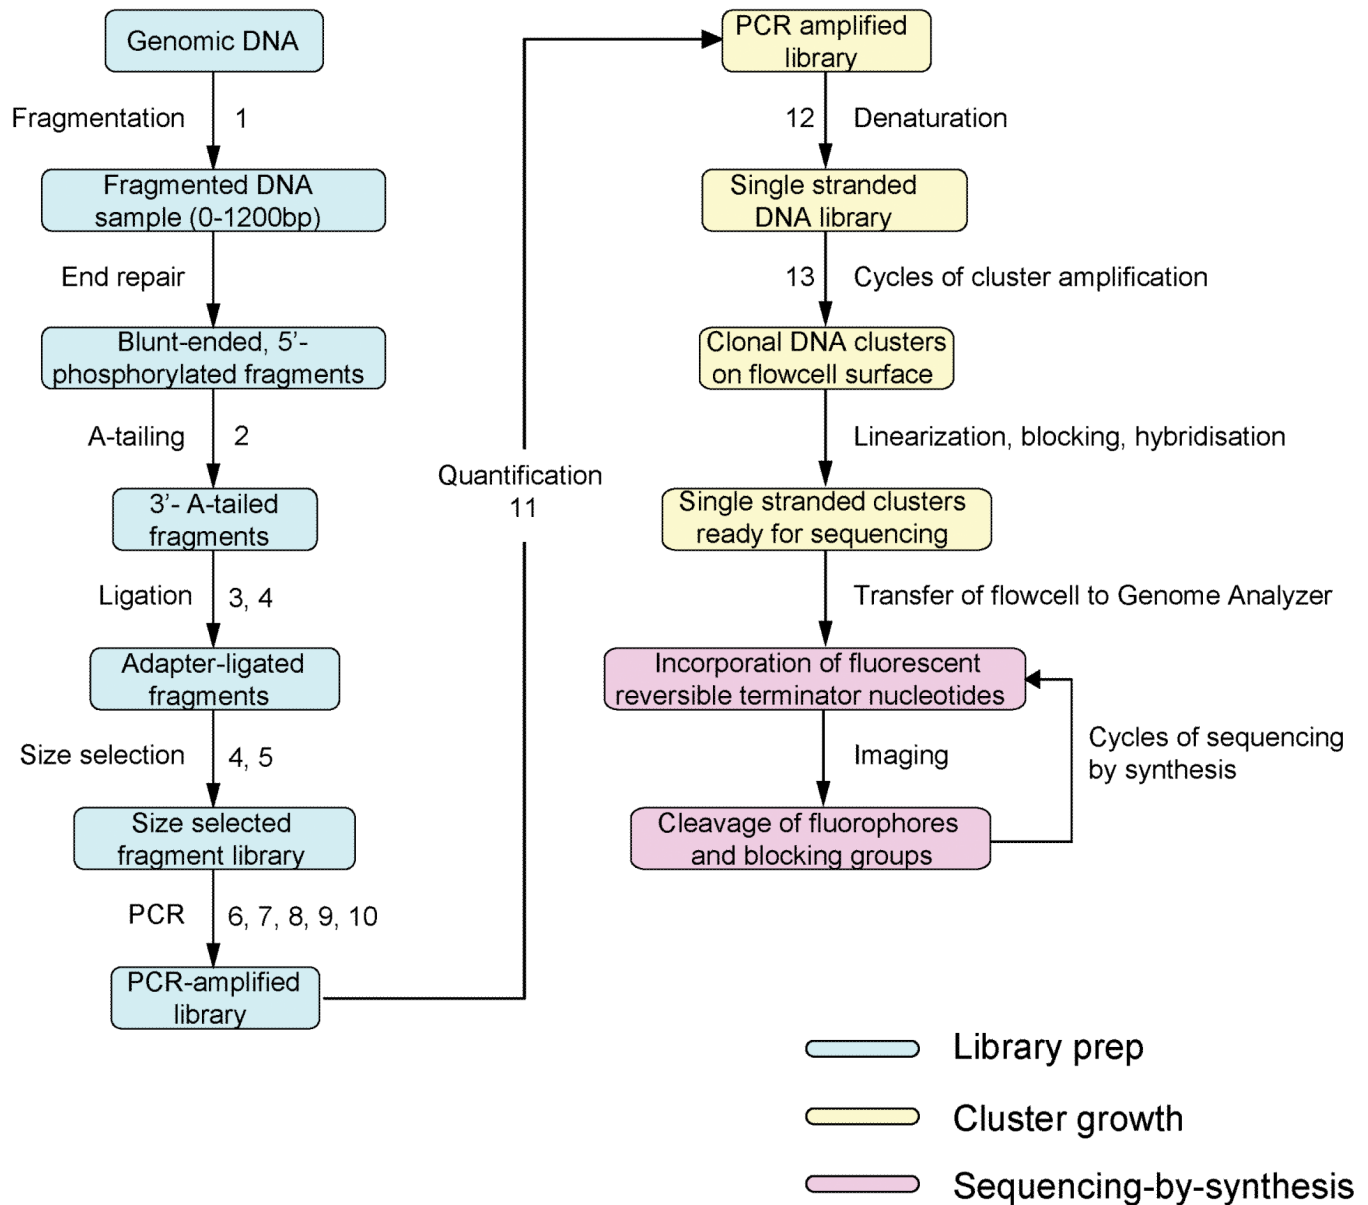 Genomic DNA
Fragmentation 1
Fragmented DNA
sample (0-1200bp)
End repair
Blunt-ended, 5’-
phosphorylated fragments
A-tailing 2
3’- A-tailed
fragments
Ligation 3, 4
Adapter-ligated
fragments
Size selection 4, 5
Size selected
fragment library
PCR 6, 7, 8, 9, 10
PCR-amplified
library
Quantification
11
PCR amplified
library
12 Denaturation
Single stranded
DNA library
13 Cycles of cluster amplification
Clonal DNA clusters
on flowcell surface
Linearization, blocking, hybridisation
Single stranded clusters
ready for sequencing
Transfer of flowcell to Genome Analyzer
Incorporation of fluorescent
reversible terminator nucleotides
Imaging
Cycles of sequencing
by synthesis
Cleavage of fluorophores
and blocking groups
Library prep
Cluster growth
Sequencing-by-synthesis